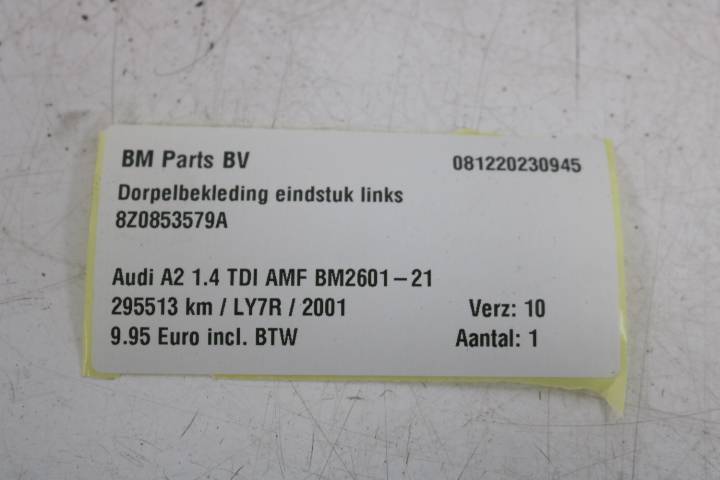 BM Parts BV 081220230945
Dorpelbekleding eindstuk links
8Z0853579A
Audi A2 1.4 TDI AMF BM2601-21
295513 km / LY7R / 2001 Verz: 10
9.95 Euro incl. BTW Aantal: 1